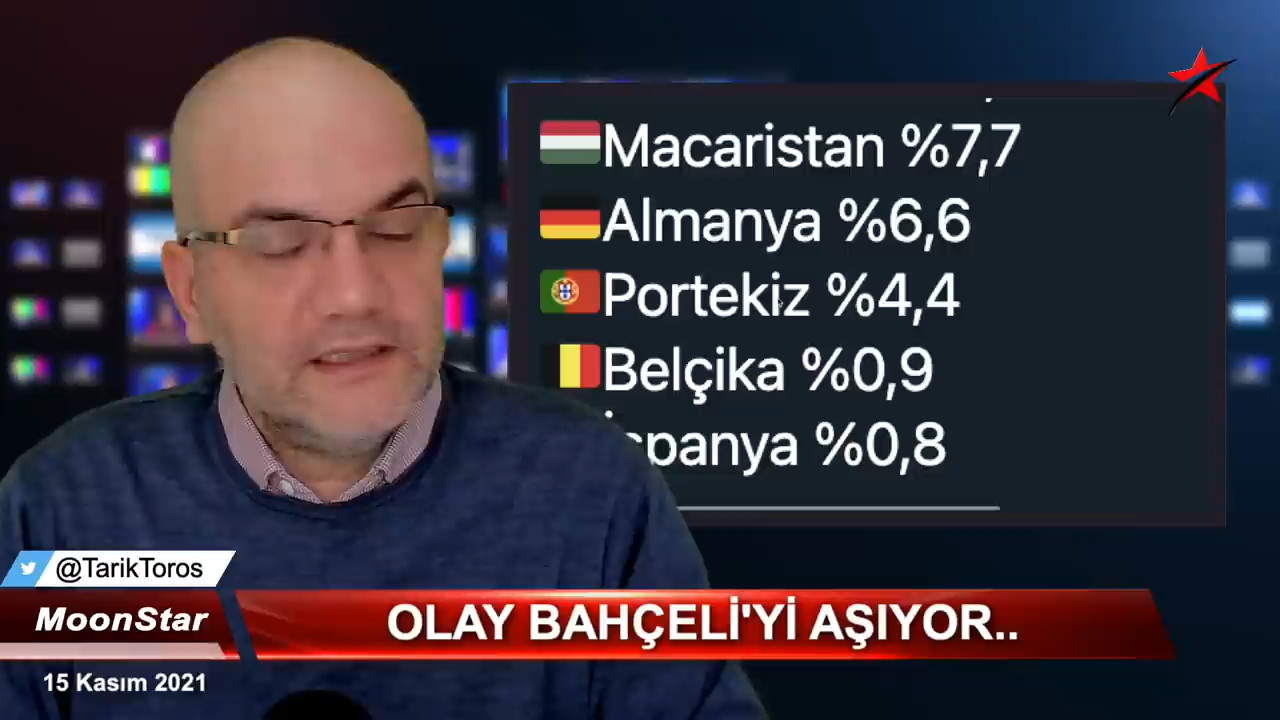 Macaristan %7,7
Almanya %6,6
Portekiz %4,4
Belçika %0,9
%0,8
@TarikToros
MoonStar
OLAY BAHÇELİ'Yİ AŞIYOR..
15 Kasım 2021